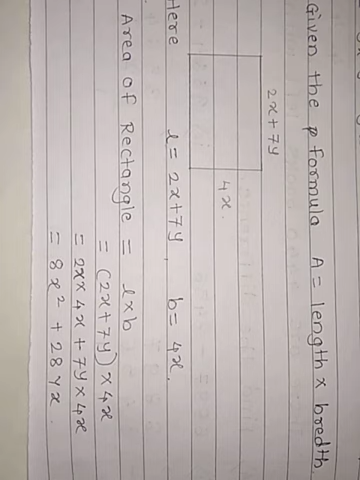 Given the p formula A = length x bredth
2x+7y
4x.
Here l = 2x+7y, b = 4x.
Area of Rectangle = l×b
= (2x+7y) × 4x
= 2x×4x + 7y×4x
= 8x² + 28yx.